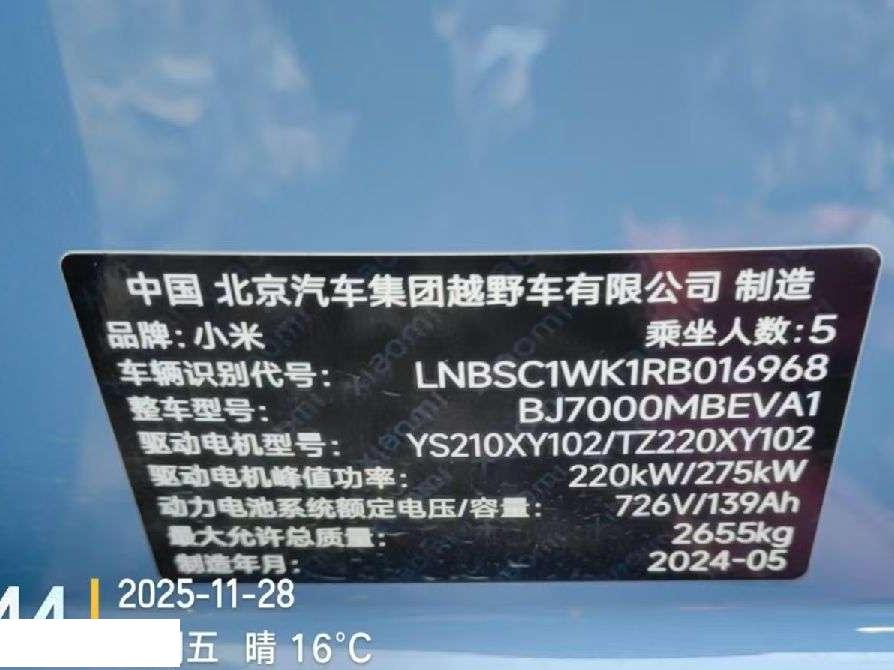 中国 北京汽车集团越野车有限公司 制造
品牌：小米 乘坐人数：5
车辆识别代号： LNBSC1WK1RB016968
整车型号： BJ7000MBEVA1
驱动电机型号： YS210XY102/TZ220XY102
驱动电机峰值功率： 220kW/275kW
动力电池系统额定电压/容量： 726V/139Ah
最大允许总质量： 2655kg
制造年月： 2024-05
2025-11-28
五 晴 16°C